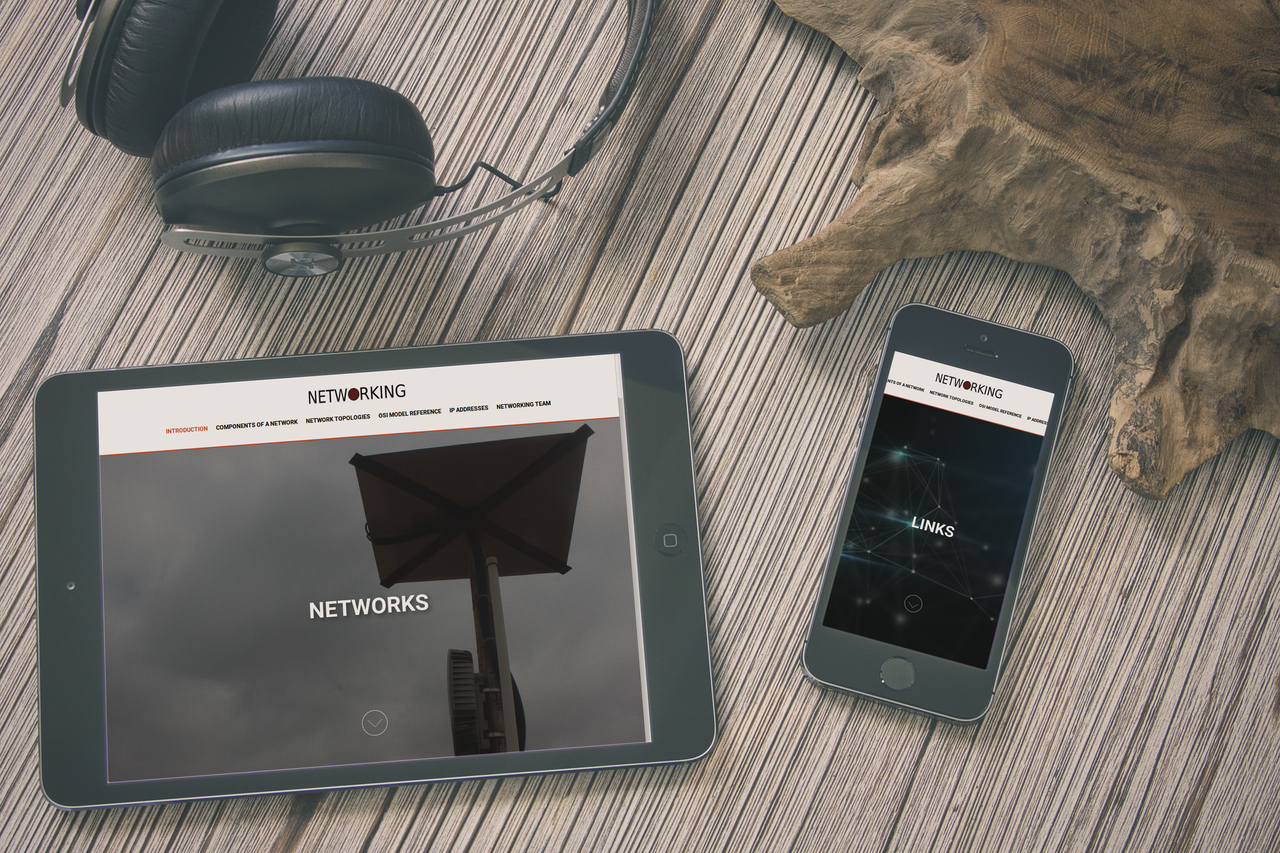 NETWORKING
INTRODUCTION COMPONENTS OF A NETWORK NETWORK TOPOLOGIES OSI MODEL REFERENCE IP ADDRESSES NETWORKING TEAM
NETWORKS
NETWORKING
NTS OF A NETWORK NETWORK TOPOLOGIES OSI MODEL REFERENCE IP ADDRES
LINKS